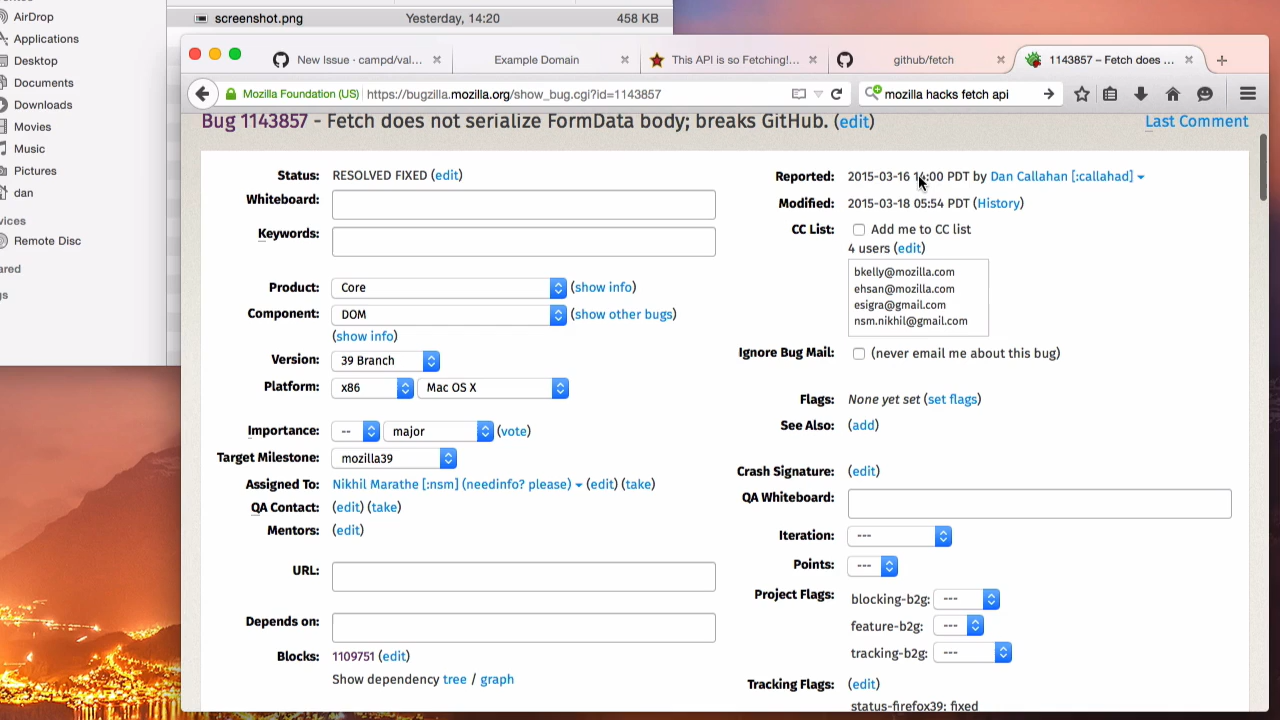 AirDrop
Applications
Desktop
Documents
Downloads
Movies
Music
Pictures
dan
vices
Remote Disc
ared
gs
screenshot.png Yesterday, 14:20 458 KB
New Issue · campd/val... Example Domain This API is so Fetching!... github/fetch 1143857 – Fetch does ...
Mozilla Foundation (US) https://bugzilla.mozilla.org/show_bug.cgi?id=1143857 mozilla hacks fetch api
Bug 1143857 - Fetch does not serialize FormData body; breaks GitHub. (edit) Last Comment
Status: RESOLVED FIXED (edit)
Whiteboard:
Keywords:
Product: Core (show info)
Component: DOM (show other bugs)
(show info)
Version: 39 Branch
Platform: x86 Mac OS X
Importance: -- major (vote)
Target Milestone: mozilla39
Assigned To: Nikhil Marathe [:nsm] (needinfo? please) (edit) (take)
QA Contact: (edit) (take)
Mentors: (edit)
URL:
Depends on:
Blocks: 1109751 (edit)
Show dependency tree / graph
Reported: 2015-03-16 14:00 PDT by Dan Callahan [:callahad]
Modified: 2015-03-18 05:54 PDT (History)
CC List: Add me to CC list
4 users (edit)
bkelly@mozilla.com
ehsan@mozilla.com
esigra@gmail.com
nsm.nikhil@gmail.com
Ignore Bug Mail: (never email me about this bug)
Flags: None yet set (set flags)
See Also: (add)
Crash Signature: (edit)
QA Whiteboard:
Iteration: ---
Points: ---
Project Flags: blocking-b2g: ---
feature-b2g: ---
tracking-b2g: ---
Tracking Flags: (edit)
status-firefox39: fixed